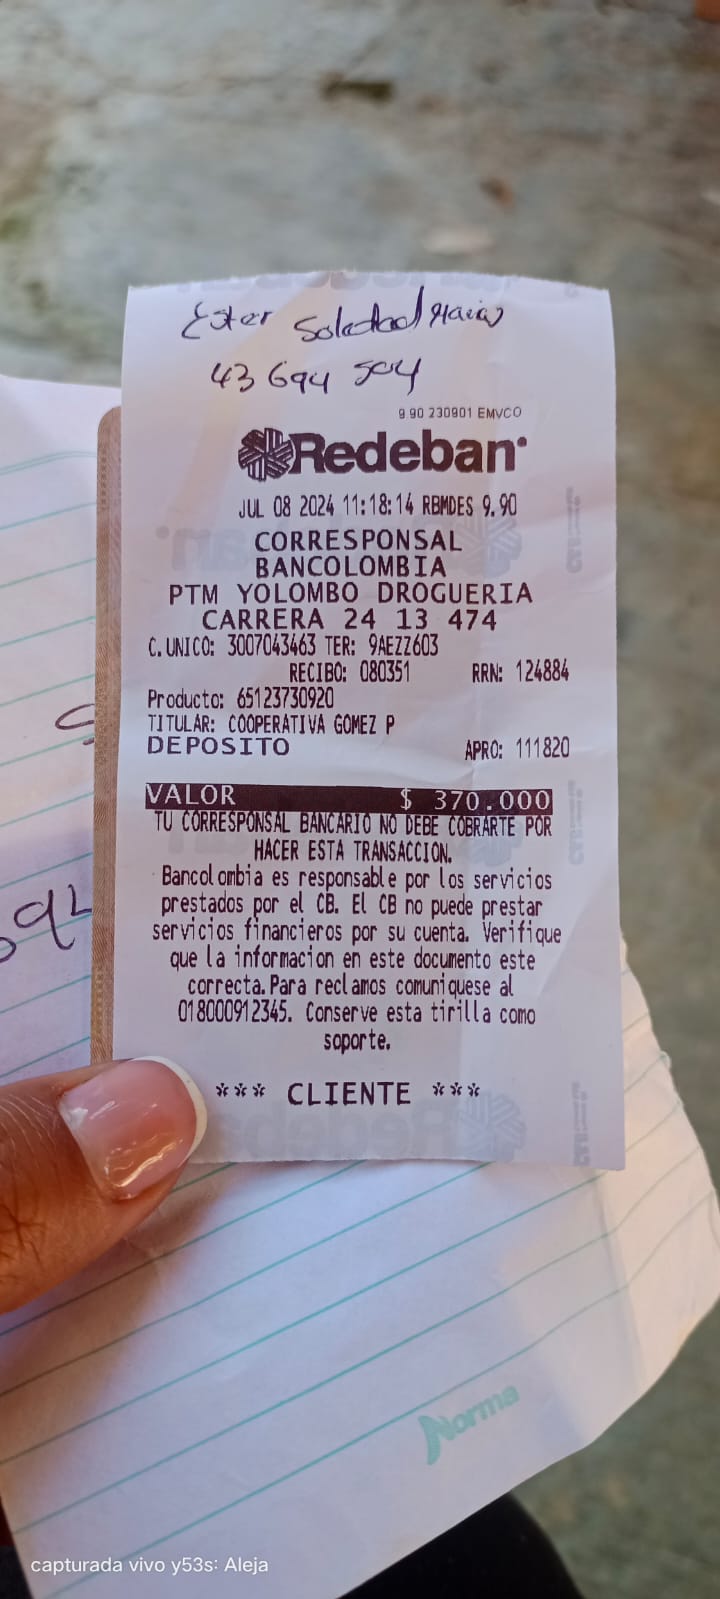 Ester Soledad
43 694 504
9.90 230901 EMVCO
Redeban
JUL 08 2024 11:18:14 RBMDES 9.90
CORRESPONSAL
BANCOLOMBIA
PTM YOLOMBO DROGUERIA
CARRERA 24 13 474
C.UNICO: 3007043463 TER: 9AEZZ603
RECIBO: 080351 RRN: 124884
Producto: 65123730920
TITULAR: COOPERATIVA GOMEZ P
DEPOSITO APRO: 111820
VALOR $ 370.000
TU CORRESPONSAL BANCARIO NO DEBE COBRARTE POR
HACER ESTA TRANSACCION.
Bancolombia es responsable por los servicios
prestados por el CB. El CB no puede prestar
servicios financieros por su cuenta. Verifique
que la informacion en este documento este
correcta. Para reclamos comuniquese al
018000912345. Conserve esta tirilla como
soporte.
*** CLIENTE ***
Norma
capturada vivo y53s: Aleja